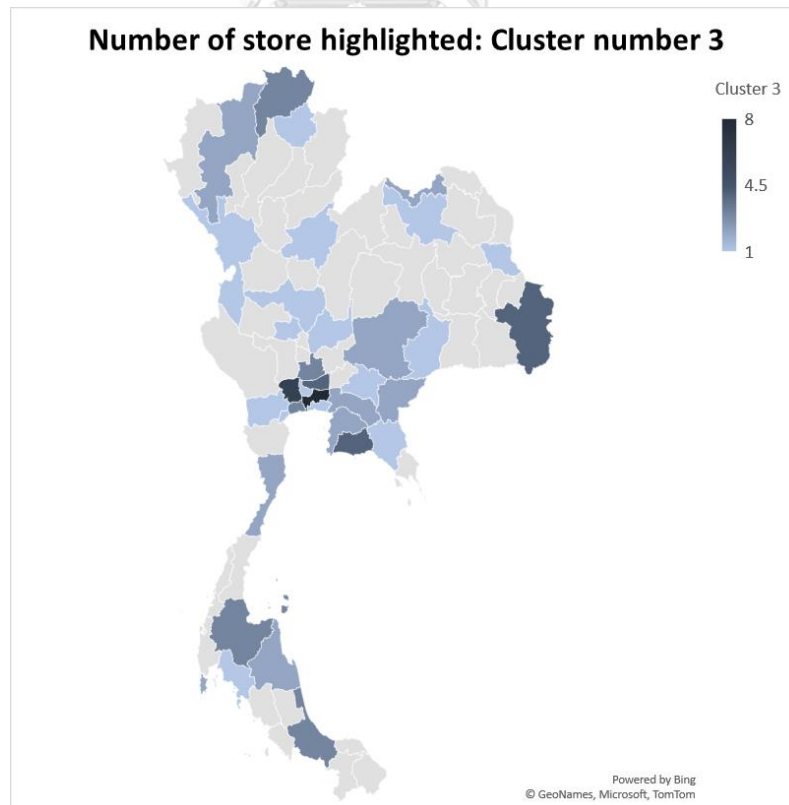 Number of store highlighted: Cluster number 3
Cluster 3
8
4.5
1
Powered by Bing
© GeoNames, Microsoft, TomTom